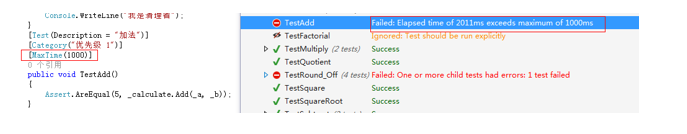 Console.WriteLine("我是清理者");
}
[Test(Description = "加法")]
[Category("优先级 1")]
[MaxTime(1000)]
0 个引用
public void TestAdd()
{
Assert.AreEqual(5, _calculate.Add(_a, _b));
}
TestAdd Failed: Elapsed time of 2011ms exceeds maximum of 1000ms
TestFactorial Ignored: Test should be run explicitly
TestMultiply (2 tests) Success
TestQuotient Success
TestRound_Off (4 tests) Failed: One or more child tests had errors: 1 test failed
TestSquare Success
TestSquareRoot Success